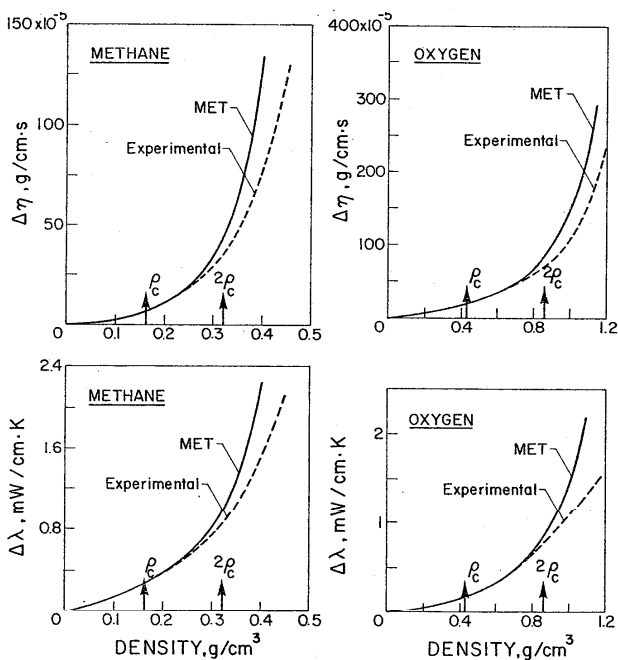 150x10⁻⁵
METHANE
MET
100
Experimental
Δη, g/cm·s
50
ρc
2ρc
0
0.1
0.2
0.3
0.4
0.5
400x10⁻⁵
OXYGEN
MET
300
Experimental
200
Δη, g/cm·s
100
ρc
2ρc
0
0.4
0.8
1.2
2.4
METHANE
MET
1.6
Experimental
Δλ, mW/cm·K
0.8
ρc
2ρc
0
0
0.1
0.2
0.3
0.4
0.5
DENSITY, g/cm³
OXYGEN
2
MET
Experimental
Δλ, mW/cm·K
1
ρc
2ρc
0
0
0.4
0.8
1.2
DENSITY, g/cm³